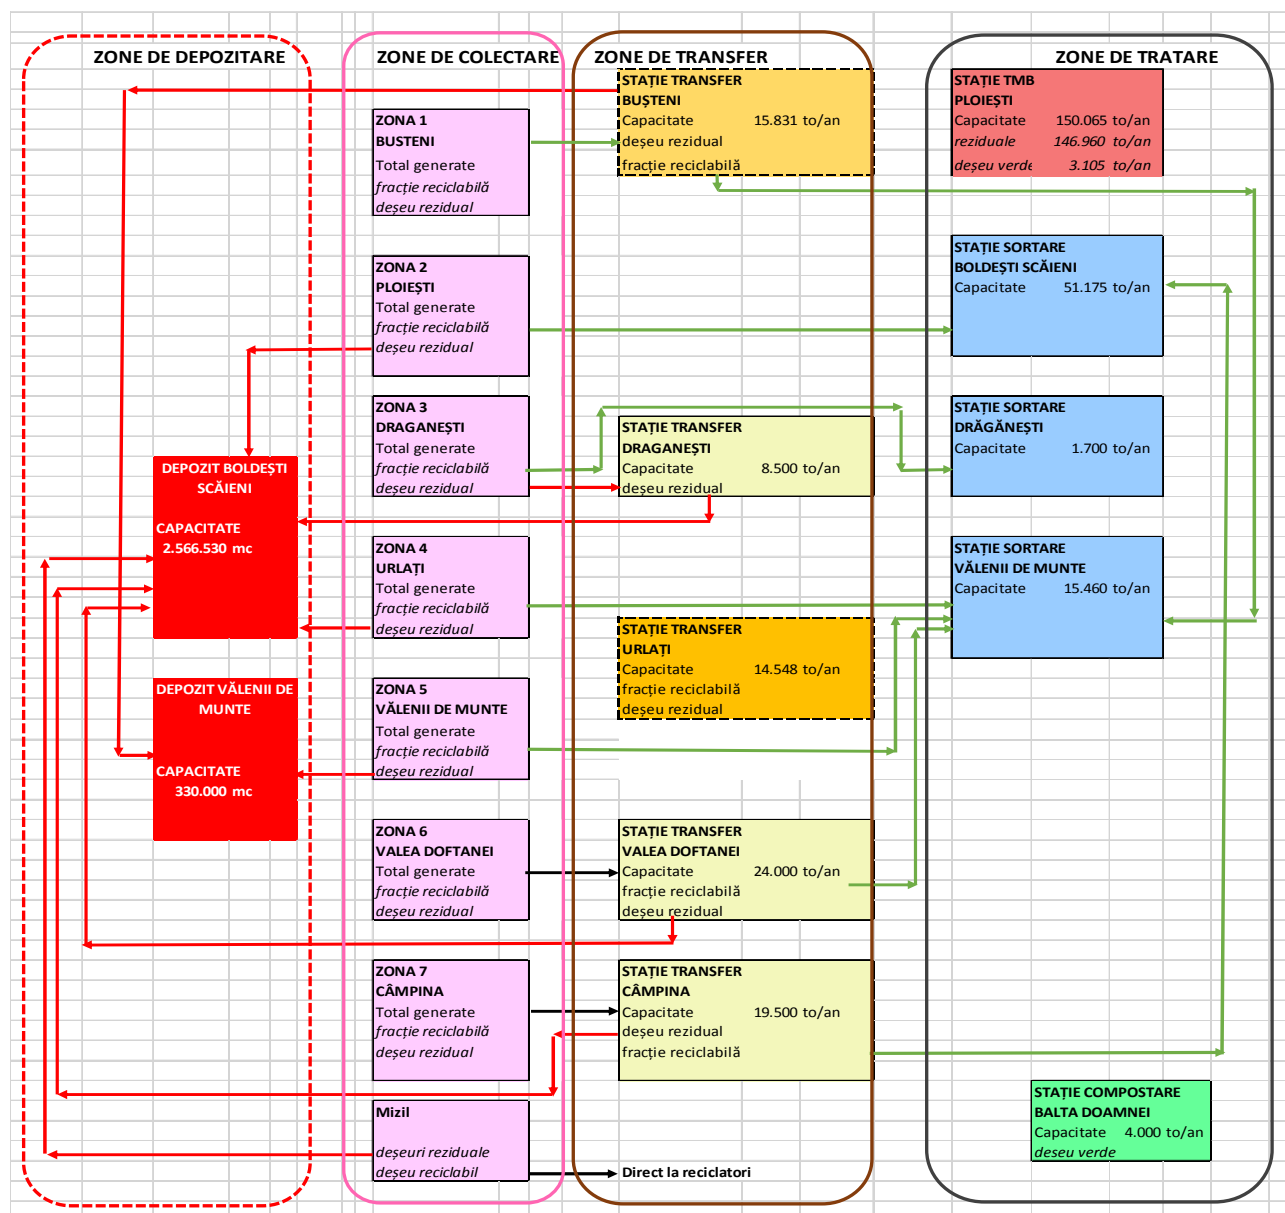 ZONE DE DEPOZITARE
ZONE DE COLECTARE
ZONE DE TRANSFER
ZONE DE TRATARE
DEPOZIT BOLDEȘTI
SCĂIENI
CAPACITATE
2.566.530 mc
DEPOZIT VĂLENII DE
MUNTE
CAPACITATE
330.000 mc
ZONA 1
BUSTENI
Total generate
fracție reciclabilă
deșeu rezidual
ZONA 2
PLOIEȘTI
Total generate
fracție reciclabilă
deșeu rezidual
ZONA 3
DRAGANEȘTI
Total generate
fracție reciclabilă
deșeu rezidual
ZONA 4
URLAȚI
Total generate
fracție reciclabilă
deșeu rezidual
ZONA 5
VĂLENII DE MUNTE
Total generate
fracție reciclabilă
deșeu rezidual
ZONA 6
VALEA DOFTANEI
Total generate
fracție reciclabilă
deșeu rezidual
ZONA 7
CÂMPINA
Total generate
fracție reciclabilă
deșeu rezidual
Mizil
deșeuri reziduale
deșeu reciclabil
STAȚIE TRANSFER
BUȘTENI
Capacitate 15.831 to/an
deșeu rezidual
fracție reciclabilă
STAȚIE TRANSFER
DRAGANEȘTI
Capacitate 8.500 to/an
deșeu rezidual
STAȚIE TRANSFER
URLAȚI
Capacitate 14.548 to/an
fracție reciclabilă
deșeu rezidual
STAȚIE TRANSFER
VALEA DOFTANEI
Capacitate 24.000 to/an
fracție reciclabilă
deșeu rezidual
STAȚIE TRANSFER
CÂMPINA
Capacitate 19.500 to/an
deșeu rezidual
fracție reciclabilă
Direct la reciclatori
STAȚIE TMB
PLOIEȘTI
Capacitate 150.065 to/an
reziduale 146.960 to/an
deșeu verde 3.105 to/an
STAȚIE SORTARE
BOLDEȘTI SCĂIENI
Capacitate 51.175 to/an
STAȚIE SORTARE
DRĂGĂNEȘTI
Capacitate 1.700 to/an
STAȚIE SORTARE
VĂLENII DE MUNTE
Capacitate 15.460 to/an
STAȚIE COMPOSTARE
BALTA DOAMNEI
Capacitate 4.000 to/an
deseu verde